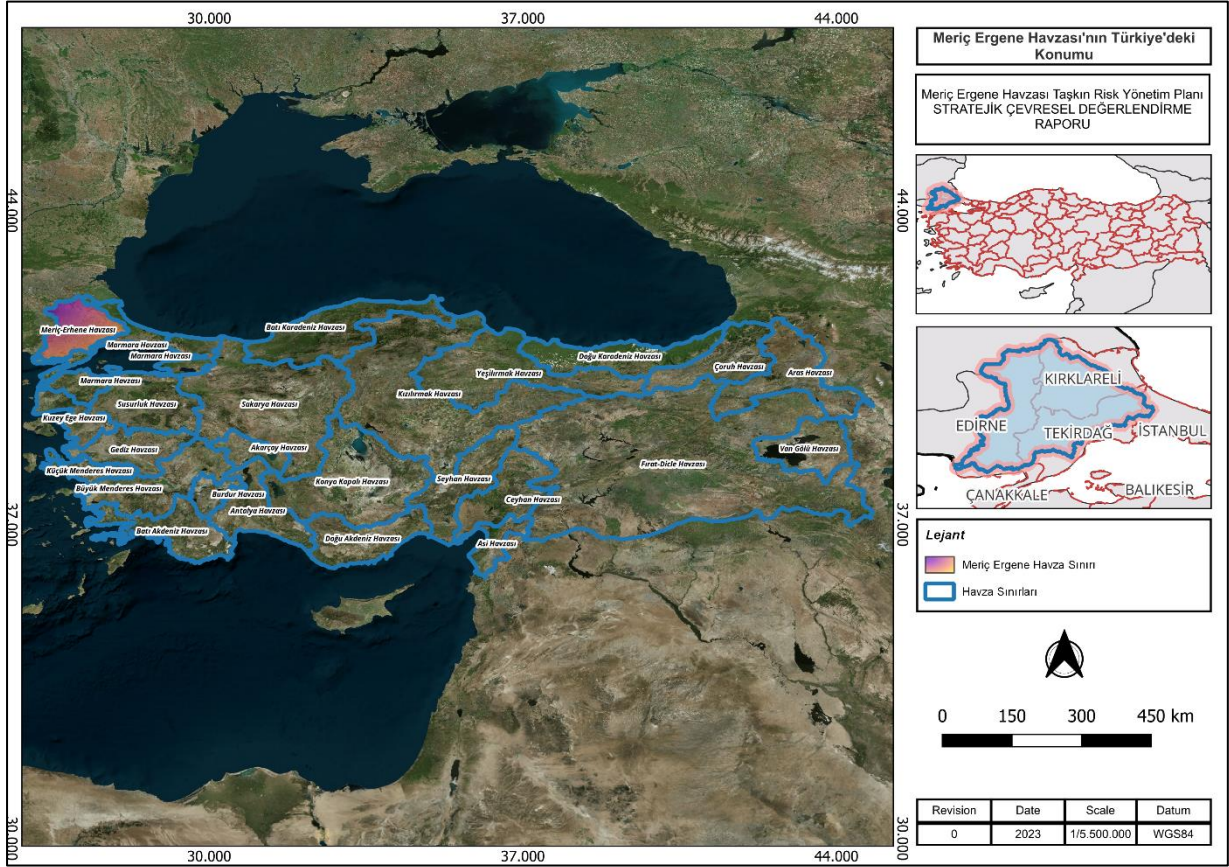 30.000
37.000
44.000
44.000
44.000
37.000
37.000
30.000
30.000
30.000
37.000
44.000
Meriç-Erhene Havzası
Marmara Havzası
Marmara Havzası
Marmara Havzası
Batı Karadeniz Havzası
Doğu Karadeniz Havzası
Yeşilırmak Havzası
Çoruh Havzası
Aras Havzası
Kızılırmak Havzası
Susurluk Havzası
Sakarya Havzası
Kuzey Ege Havzası
Gediz Havzası
Akarçay Havzası
Van Gölü Havzası
Küçük Menderes Havzası
Fırat-Dicle Havzası
Büyük Menderes Havzası
Burdur Havzası
Konya Kapalı Havzası
Seyhan Havzası
Ceyhan Havzası
Antalya Havzası
Batı Akdeniz Havzası
Doğu Akdeniz Havzası
Asi Havzası
Meriç Ergene Havzası'nın Türkiye'deki
Konumu
Meriç Ergene Havzası Taşkın Risk Yönetim Planı
STRATEJİK ÇEVRESEL DEĞERLENDİRME
RAPORU
KIRKLARELİ
EDİRNE
TEKİRDAĞ
İSTANBUL
ÇANAKKALE
BALIKESİR
Lejant
Meriç Ergene Havza Sınırı
Havza Sınırları
0 150 300 450 km
Revision Date Scale Datum
0 2023 1/5.500.000 WGS84